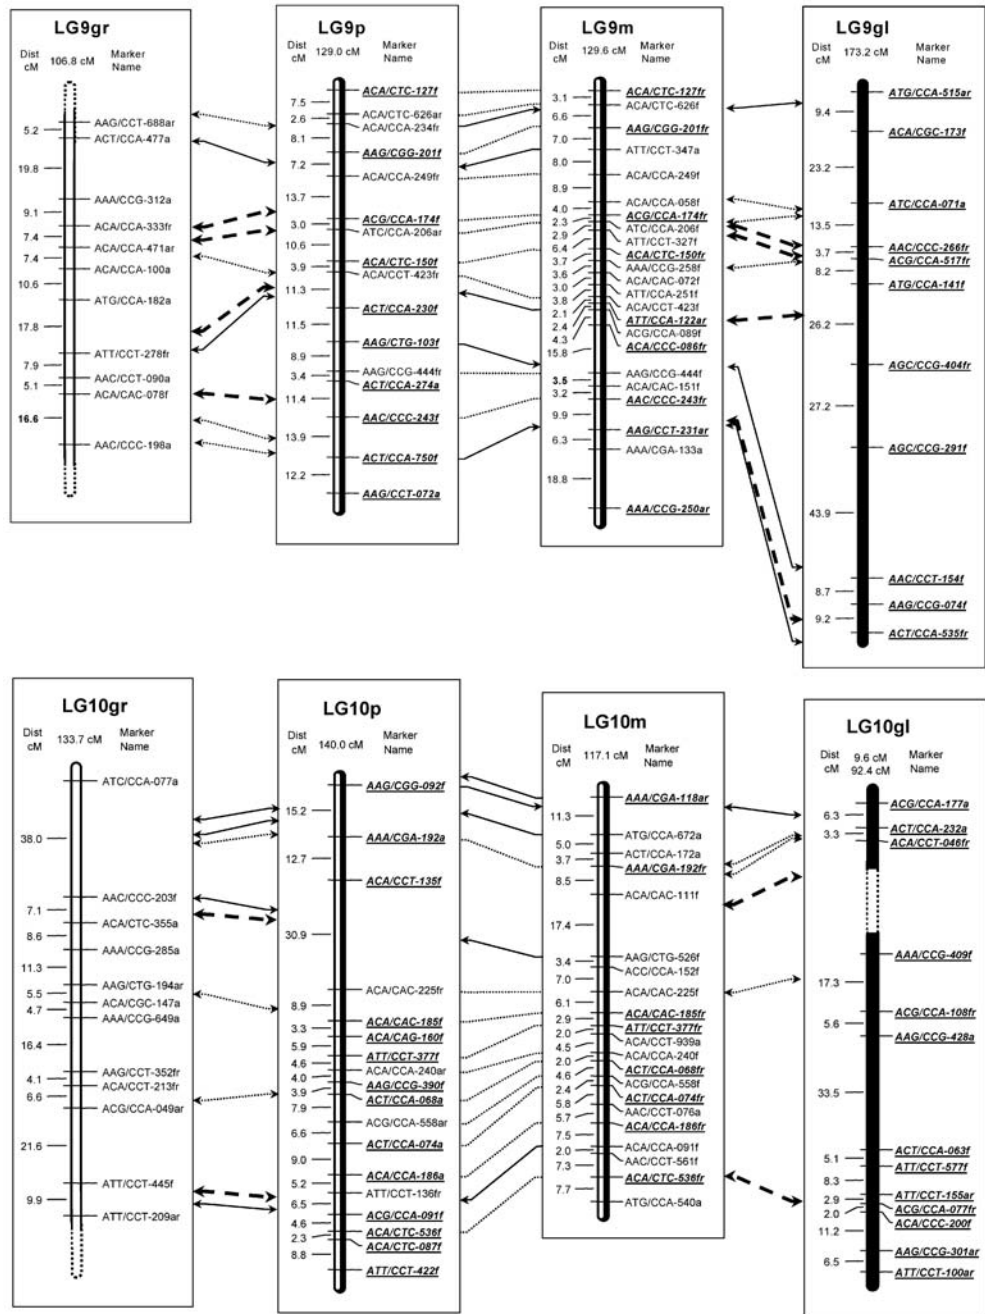 LG9gr
Dist
cM
106.8 cM
Marker
Name
5.2
19.8
9.1
7.4
7.4
10.6
17.8
7.9
5.1
16.6
AAG/CCT-688ar
ACT/CCA-477a
AAA/CCG-312a
ACA/CCA-333fr
ACA/CCA-471ar
ACA/CCA-100a
ATG/CCA-182a
ATT/CCT-278fr
AAC/CCT-090a
ACA/CAC-078f
AAC/CCC-198a
LG9p
Dist
cM
129.0 cM
Marker
Name
7.5
2.6
8.1
7.2
13.7
3.0
10.6
3.9
11.3
11.5
8.9
3.4
11.4
13.9
12.2
ACA/CTC-127f
ACA/CTC-626ar
ACA/CCA-234fr
AAG/CGG-201f
ACA/CCA-249fr
ACG/CCA-174f
ATC/CCA-206ar
ACA/CTC-150f
ACA/CCT-423fr
ACT/CCA-230f
AAG/CTG-103f
AAG/CCG-444fr
ACT/CCA-274a
AAC/CCC-243f
ACT/CCA-750f
AAG/CCT-072a
LG9m
Dist
cM
129.6 cM
Marker
Name
3.1
6.6
7.0
8.0
8.9
4.0
2.3
2.9
6.4
3.7
3.6
3.0
3.8
2.1
2.4
4.3
15.8
3.5
3.2
9.9
6.3
18.8
ACA/CTC-127fr
ACA/CTC-626f
AAG/CGG-201fr
ATT/CCT-347a
ACA/CCA-249f
ACA/CCA-058f
ACG/CCA-174fr
ATC/CCA-206f
ATT/CCT-327f
ACA/CTC-150fr
AAA/CCG-258f
ACA/CAC-072f
ATT/CCA-251f
ACA/CCT-423f
ATT/CCA-122ar
ACG/CCA-089f
ACA/CCC-086fr
AAG/CCG-444f
ACA/CAC-151f
AAC/CCC-243fr
AAG/CCT-231ar
AAA/CGA-133a
AAA/CCG-250ar
LG9gl
Dist
cM
173.2 cM
Marker
Name
9.4
23.2
13.5
3.7
8.2
26.2
27.2
43.9
8.7
9.2
ATG/CCA-515ar
ACA/CGC-173f
ATC/CCA-071a
AAC/CCC-266fr
ACG/CCA-517fr
ATG/CCA-141f
AGC/CCG-404fr
AGC/CCG-291f
AAC/CCT-154f
AAG/CCG-074f
ACT/CCA-535fr
LG10gr
Dist
cM
133.7 cM
Marker
Name
38.0
7.1
8.6
11.3
5.5
4.7
16.4
4.1
6.6
21.6
9.9
ATC/CCA-077a
AAC/CCC-203f
ACA/CTC-355a
AAA/CCG-285a
AAG/CTG-194ar
ACA/CGC-147a
AAA/CCG-649a
AAG/CCT-352fr
ACA/CCT-213fr
ACG/CCA-049ar
ATT/CCT-445f
ATT/CCT-209ar
LG10p
Dist
cM
140.0 cM
Marker
Name
15.2
12.7
30.9
8.9
3.3
5.9
4.6
4.0
3.9
7.9
6.6
9.0
5.2
6.5
4.6
2.3
8.8
AAG/CGG-092f
AAA/CGA-192a
ACA/CCT-135f
ACA/CAC-225fr
ACA/CAC-185f
ACA/CAG-160f
ATT/CCT-377f
ACA/CCA-240ar
AAG/CCG-390f
ACT/CCA-068a
ACG/CCA-558ar
ACT/CCA-074a
ACA/CCA-186a
ATT/CCT-136fr
ACG/CCA-091f
ACA/CTC-536f
ACA/CTC-087f
ATT/CCT-422f
LG10m
Dist
cM
117.1 cM
Marker
Name
11.3
5.0
3.7
8.5
17.4
3.4
7.0
6.1
2.9
2.0
4.5
2.0
4.6
2.4
5.8
5.7
7.5
2.0
7.3
7.7
AAA/CGA-118ar
ATG/CCA-672a
ACT/CCA-172a
AAA/CGA-192fr
ACA/CAC-111f
AAG/CTG-526f
ACC/CCA-152f
ACA/CAC-225f
ACA/CAC-185fr
ATT/CCT-377fr
ACA/CCT-939a
ACA/CCA-240f
ACT/CCA-068fr
ACG/CCA-558f
ACT/CCA-074fr
AAC/CCT-076a
ACA/CCA-186fr
ACA/CCA-091f
AAC/CCT-561f
ACA/CTC-536fr
ATG/CCA-540a
LG10gl
Dist
cM
9.6 cM
92.4 cM
Marker
Name
6.3
3.3
17.3
5.6
33.5
5.1
8.3
2.9
2.0
11.2
6.5
ACG/CCA-177a
ACT/CCA-232a
ACA/CCT-046fr
AAA/CCG-409f
ACG/CCA-108fr
AAG/CCG-428a
ACT/CCA-063f
ATT/CCT-577f
ATT/CCT-155ar
ACG/CCA-077fr
ACA/CCC-200f
AAG/CCG-301ar
ATT/CCT-100ar